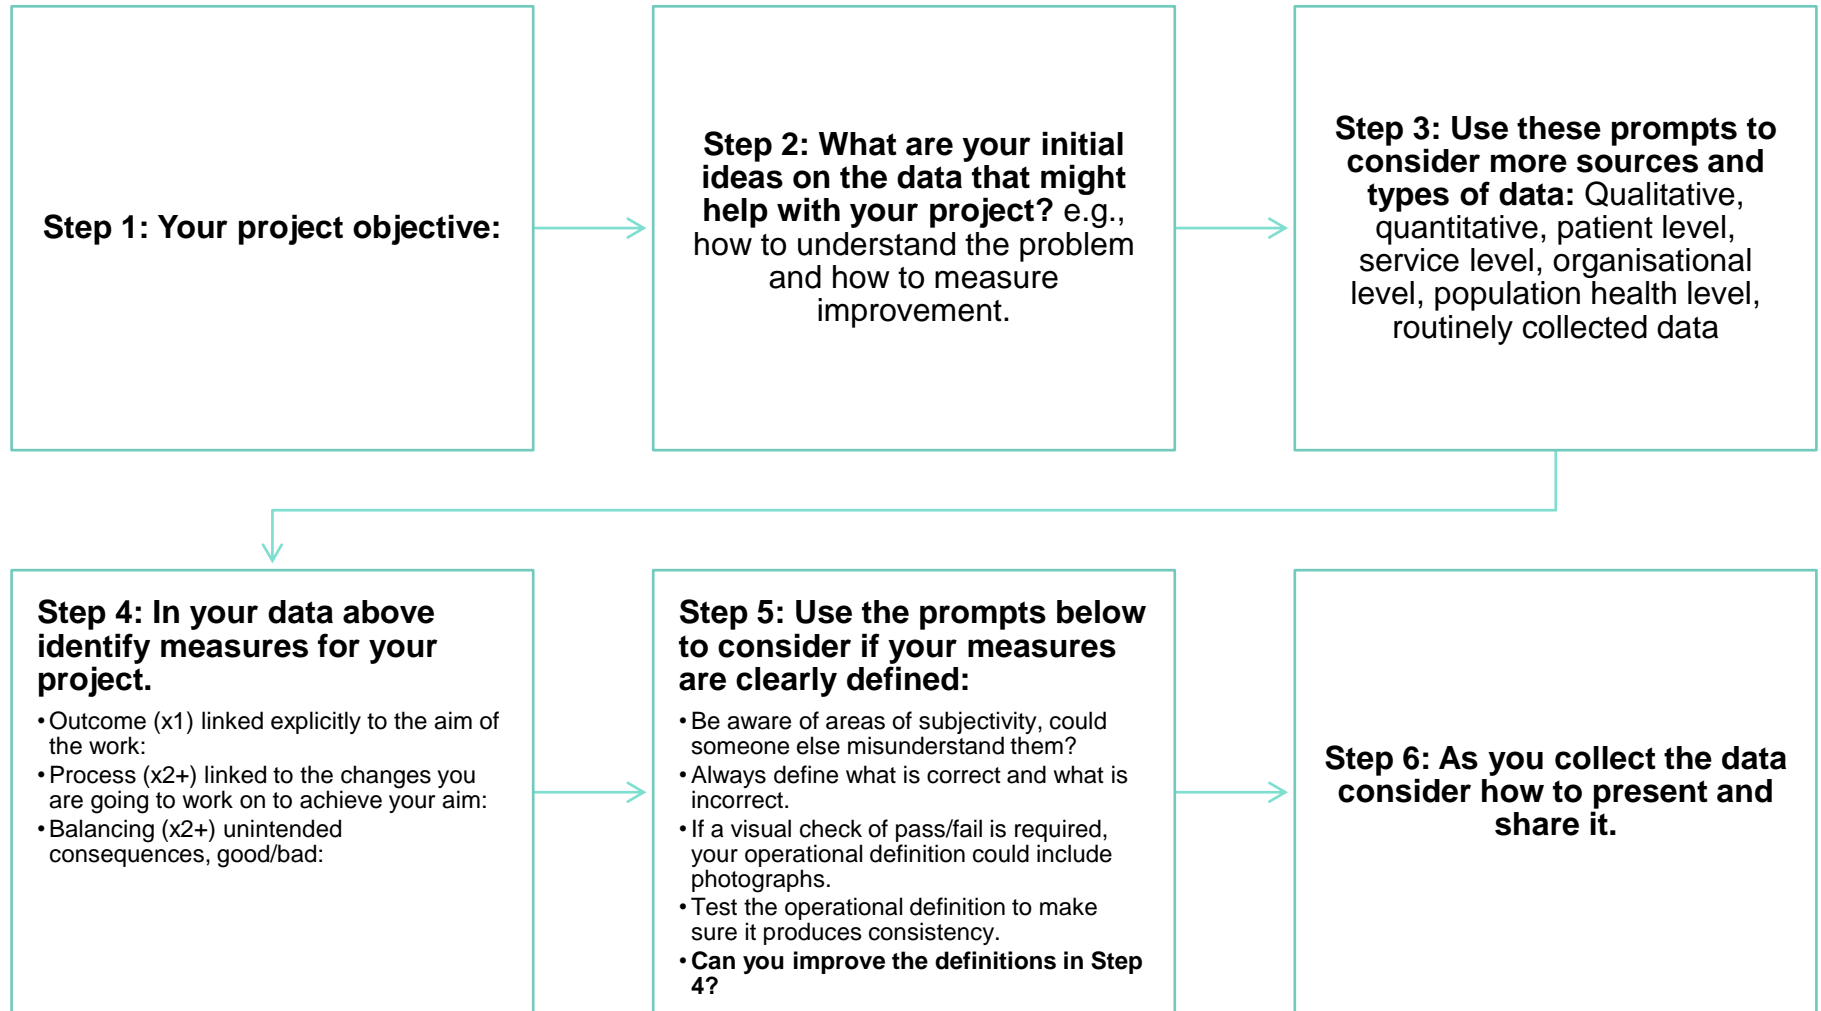 Step 1: Your project objective:
Step 2: What are your initial
ideas on the data that might
help with your project? e.g.,
how to understand the problem
and how to measure
improvement.
Step 3: Use these prompts to
consider more sources and
types of data: Qualitative,
quantitative, patient level,
service level, organisational
level, population health level,
routinely collected data
Step 4: In your data above
identify measures for your
project.
• Outcome (x1) linked explicitly to the aim of
the work:
• Process (x2+) linked to the changes you
are going to work on to achieve your aim:
• Balancing (x2+) unintended
consequences, good/bad:
Step 5: Use the prompts below
to consider if your measures
are clearly defined:
• Be aware of areas of subjectivity, could
someone else misunderstand them?
• Always define what is correct and what is
incorrect.
• If a visual check of pass/fail is required,
your operational definition could include
photographs.
• Test the operational definition to make
sure it produces consistency.
• Can you improve the definitions in Step
4?
Step 6: As you collect the data
consider how to present and
share it.